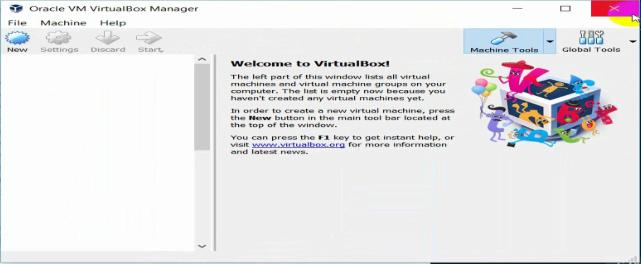 Oracle VM VirtualBox Manager
File Machine Help
New Settings Discard Start
Machine Tools Global Tools
Welcome to VirtualBox!
The left part of this window lists all virtual
machines and virtual machine groups on your
computer. The list is empty now because you
haven't created any virtual machines yet.
In order to create a new virtual machine, press
the New button in the main tool bar located at
the top of the window.
You can press the F1 key to get instant help, or
visit www.virtualbox.org for more information
and latest news.